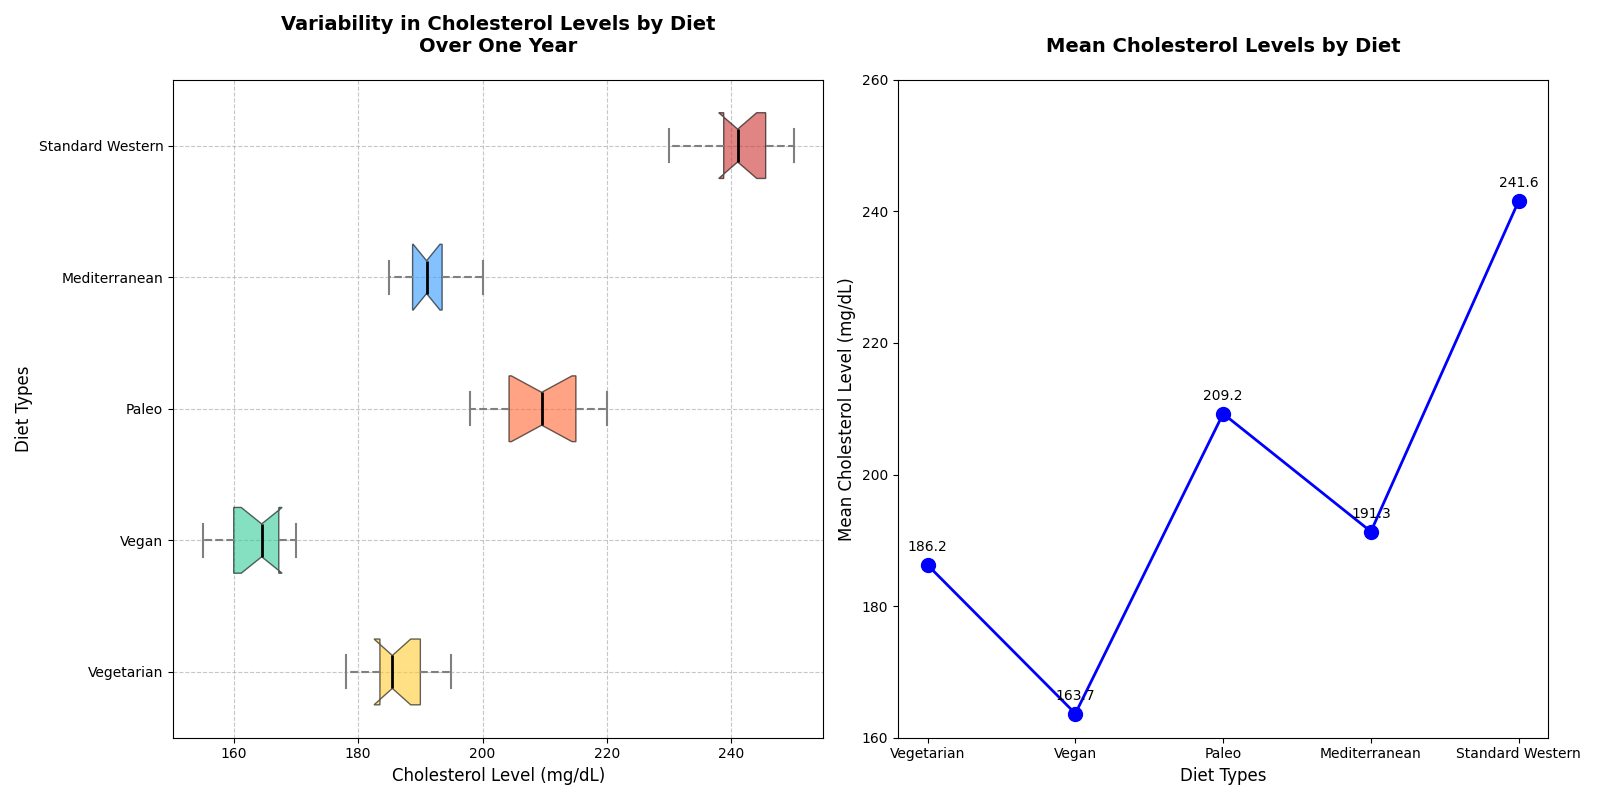 Variability in Cholesterol Levels by Diet
Over One Year
Diet Types
Standard Western
Mediterranean
Paleo
Vegan
Vegetarian
160
180
200
220
240
Cholesterol Level (mg/dL)
Mean Cholesterol Levels by Diet
Mean Cholesterol Level (mg/dL)
260
240
220
200
180
160
186.2
163.7
209.2
191.3
241.6
Vegetarian
Vegan
Paleo
Mediterranean
Standard Western
Diet Types